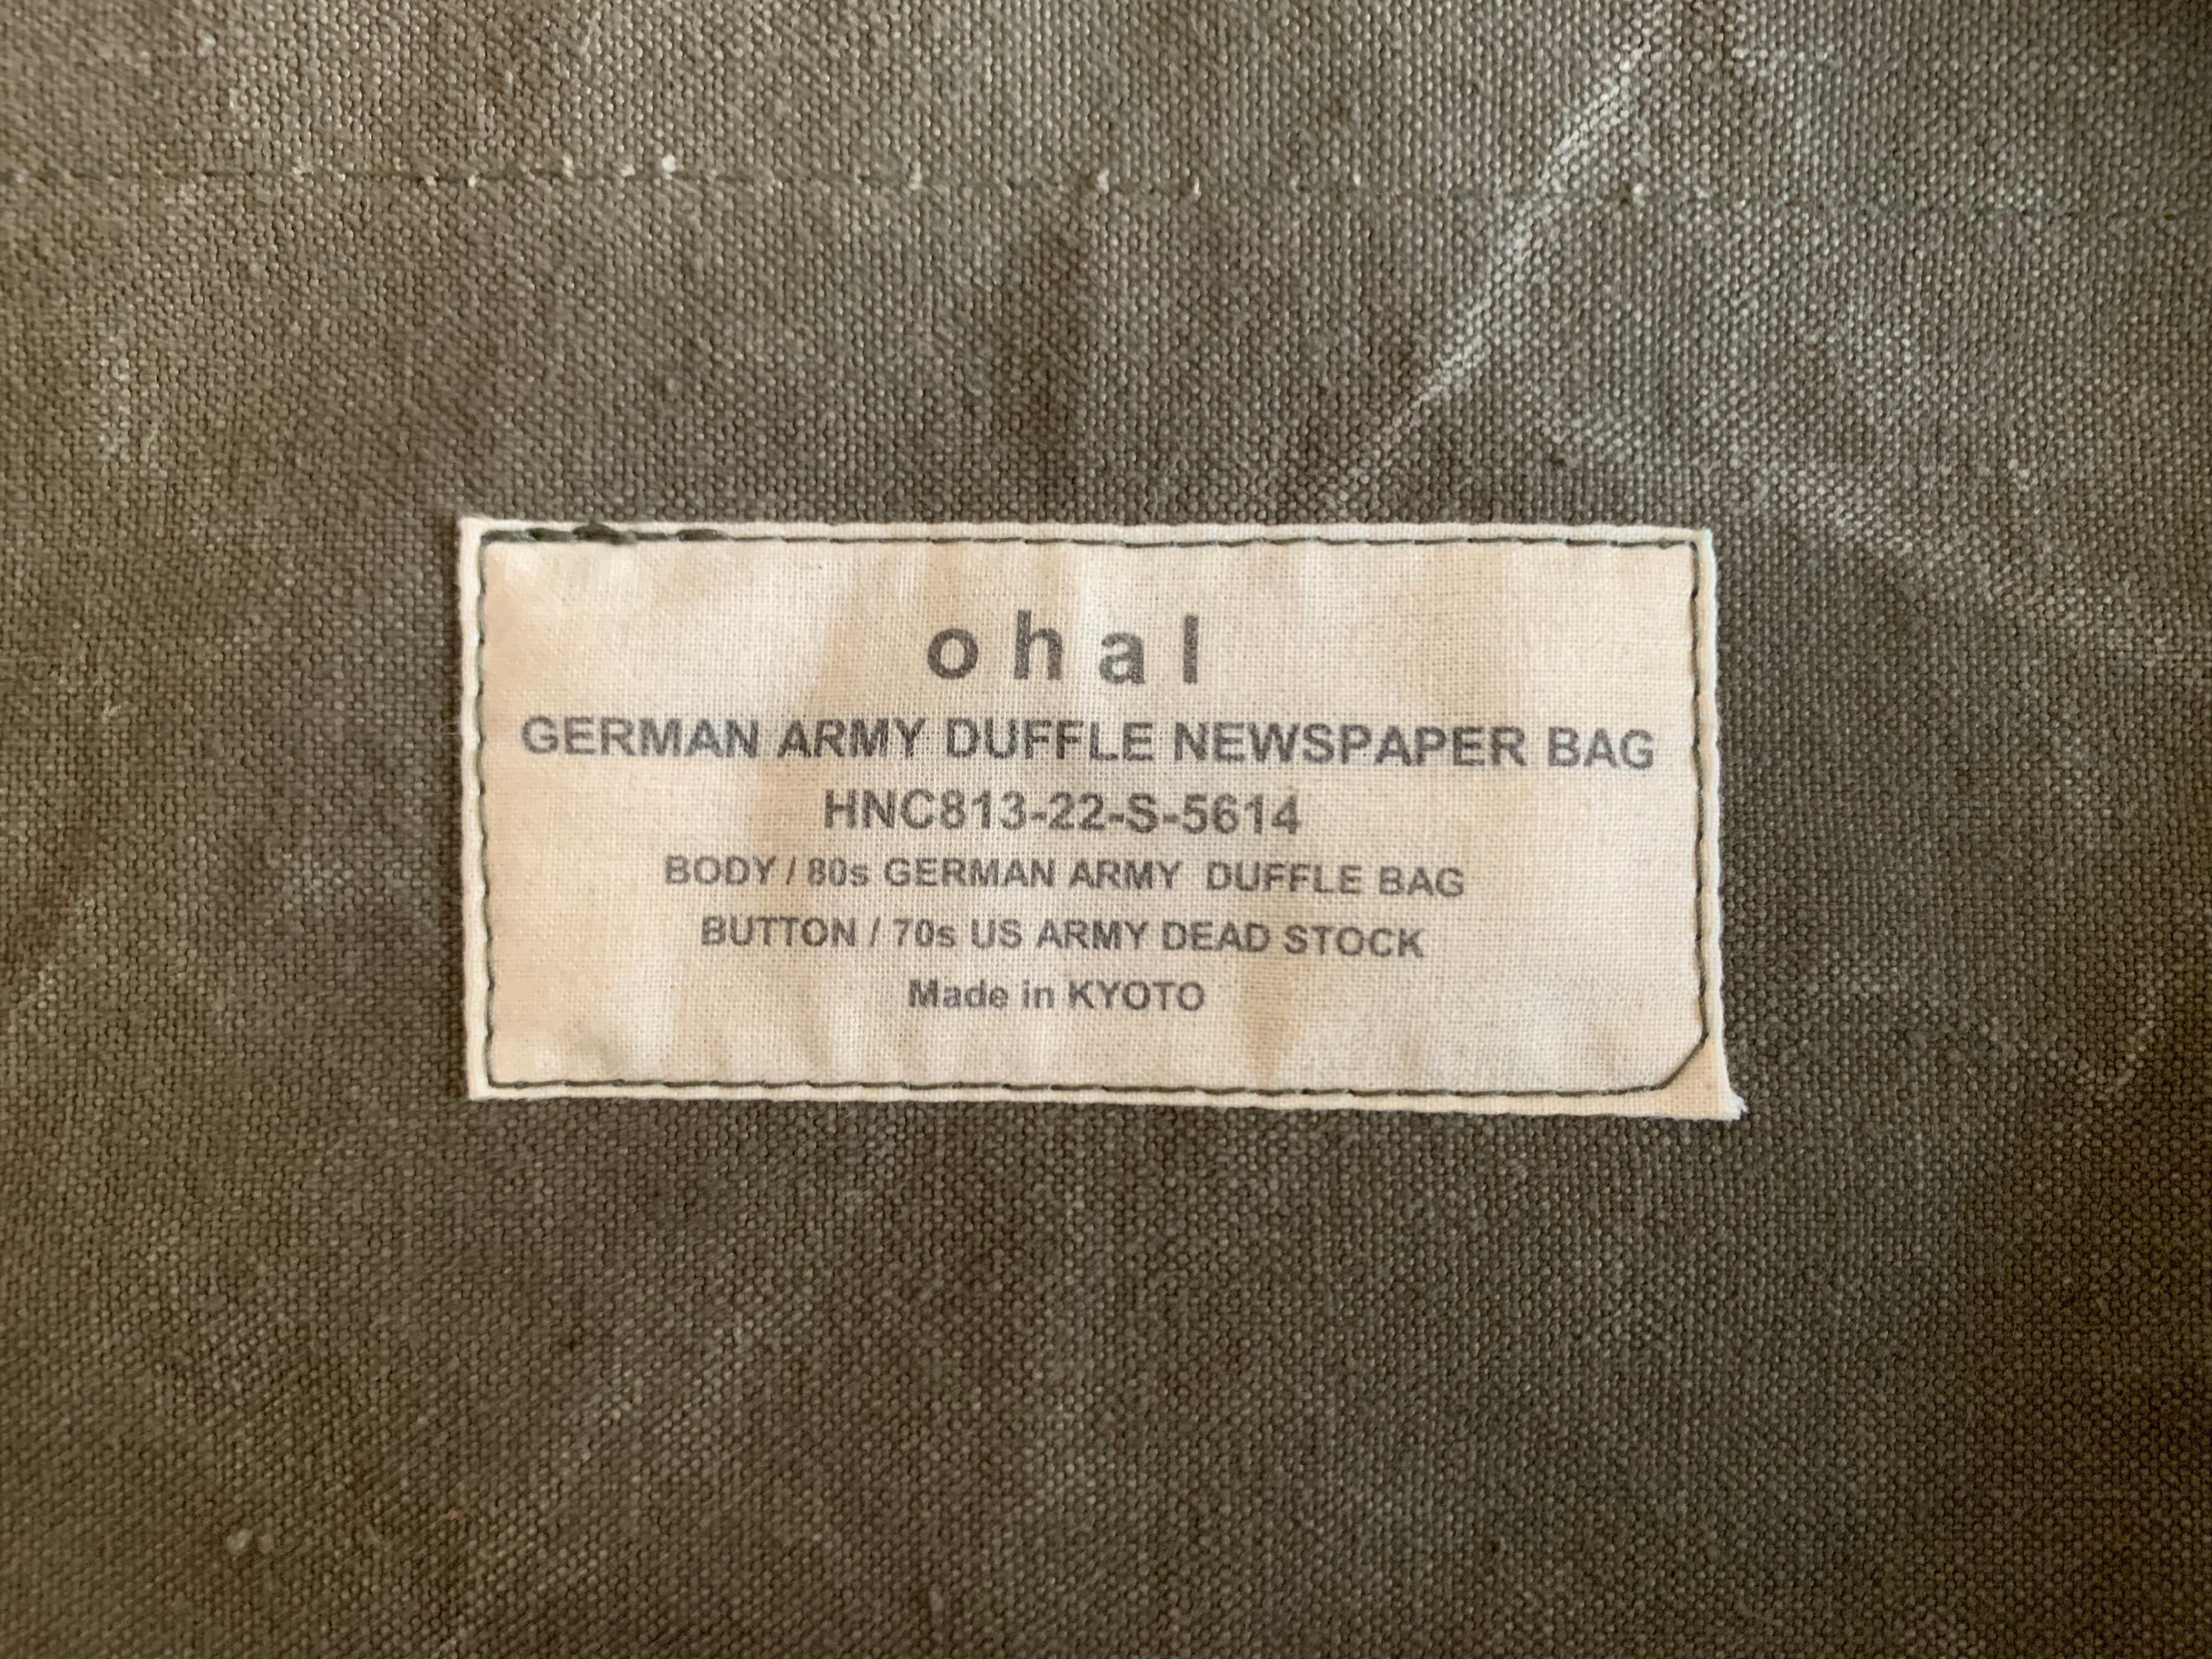 ohal
GERMAN ARMY DUFFLE NEWSPAPER BAG
HNC813-22-S-5614
BODY / 80s GERMAN ARMY DUFFLE BAG
BUTTON / 70s US ARMY DEAD STOCK
Made in KYOTO